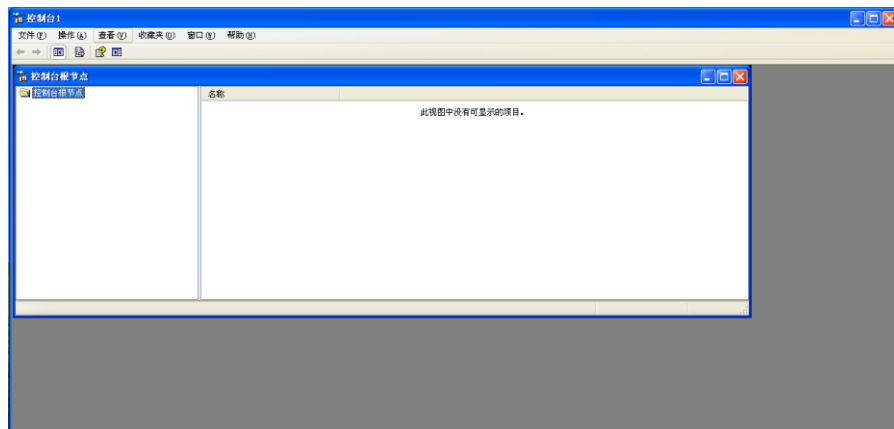 控制台1
文件(F) 操作(A) 查看(V) 收藏夹(O) 窗口(W) 帮助(H)
控制台根节点
控制台根节点 名称
此视图中没有可显示的项目。